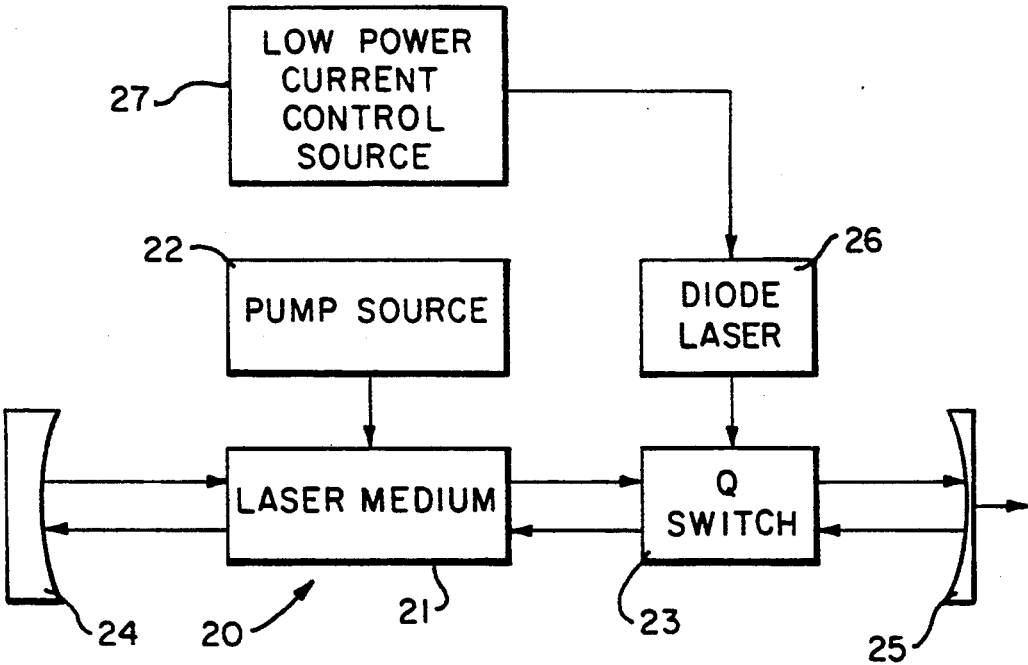 LOW POWER
CURRENT
CONTROL
SOURCE
27
22
PUMP SOURCE
26
DIODE
LASER
LASER MEDIUM
Q
SWITCH
24
20
21
23
25